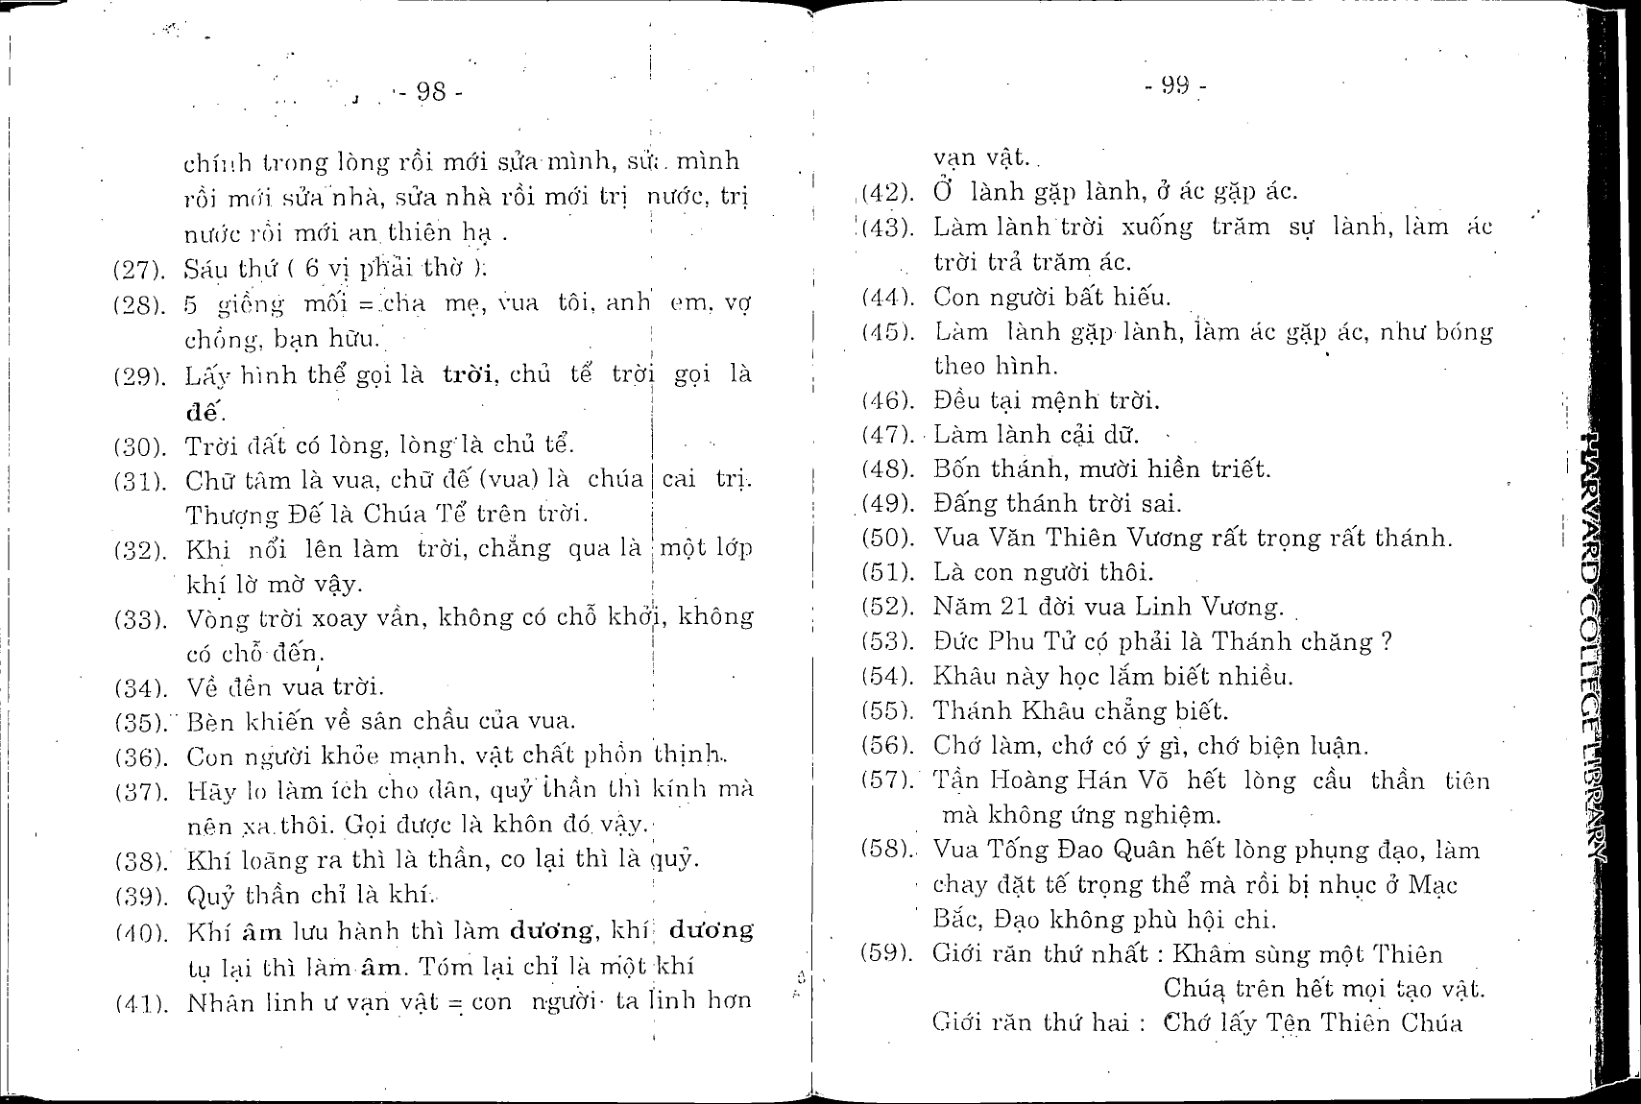 - 98 -
chính trong lòng rồi mới sửa mình, sửa mình
rồi mới sửa nhà, sửa nhà rồi mới trị nước, trị
nước rồi mới an thiên hạ .
(27). Sáu thứ ( 6 vị phải thờ ).
(28). 5 giềng mối = cha mẹ, vua tôi, anh em, vợ
chồng, bạn hữu.
(29). Lấy hình thể gọi là trời, chủ tể trời gọi là
đế.
(30). Trời đất có lòng, lòng là chủ tể.
(31). Chữ tâm là vua, chữ đế (vua) là chúa cai trị.
Thượng Đế là Chúa Tể trên trời.
(32). Khi nổi lên làm trời, chẳng qua là một lớp
khí lờ mờ vậy.
(33). Vòng trời xoay vần, không có chỗ khởi, không
có chỗ đến.
(34). Về đền vua trời.
(35). Bèn khiến về sân chầu của vua.
(36). Con người khỏe mạnh, vật chất phồn thịnh.
(37). Hãy lo làm ích cho dân, quỷ thần thì kính mà
nên xa thôi. Gọi được là khôn đó vậy.
(38). Khí loãng ra thì là thần, co lại thì là quỷ.
(39). Quỷ thần chỉ là khí.
(40). Khí âm lưu hành thì làm dương, khí dương
tụ lại thì làm âm. Tóm lại chỉ là một khí
(41). Nhân linh ư vạn vật = con người ta linh hơn
- 99 -
vạn vật.
(42). Ở lành gặp lành, ở ác gặp ác.
(43). Làm lành trời xuống trăm sự lành, làm ác
trời trả trăm ác.
(44). Con người bất hiếu.
(45). Làm lành gặp lành, làm ác gặp ác, như bóng
theo hình.
(46). Đều tại mệnh trời.
(47). Làm lành cải dữ.
(48). Bốn thánh, mười hiền triết.
(49). Đấng thánh trời sai.
(50). Vua Văn Thiên Vương rất trọng rất thánh.
(51). Là con người thôi.
(52). Năm 21 đời vua Linh Vương.
(53). Đức Phu Tử có phải là Thánh chăng ?
(54). Khâu này học lắm biết nhiều.
(55). Thánh Khâu chẳng biết.
(56). Chớ làm, chớ có ý gì, chớ biện luận.
(57). Tần Hoàng Hán Võ hết lòng cầu thần tiên
mà không ứng nghiệm.
(58). Vua Tống Đao Quân hết lòng phụng đạo, làm
chay đặt tế trọng thể mà rồi bị nhục ở Mạc
Bắc, Đạo không phù hội chi.
(59). Giới răn thứ nhất : Khâm sùng một Thiên
Chúa trên hết mọi tạo vật.
Giới răn thứ hai : Chớ lấy Tên Thiên Chúa
HARVARD COLLEGE LIBRARY